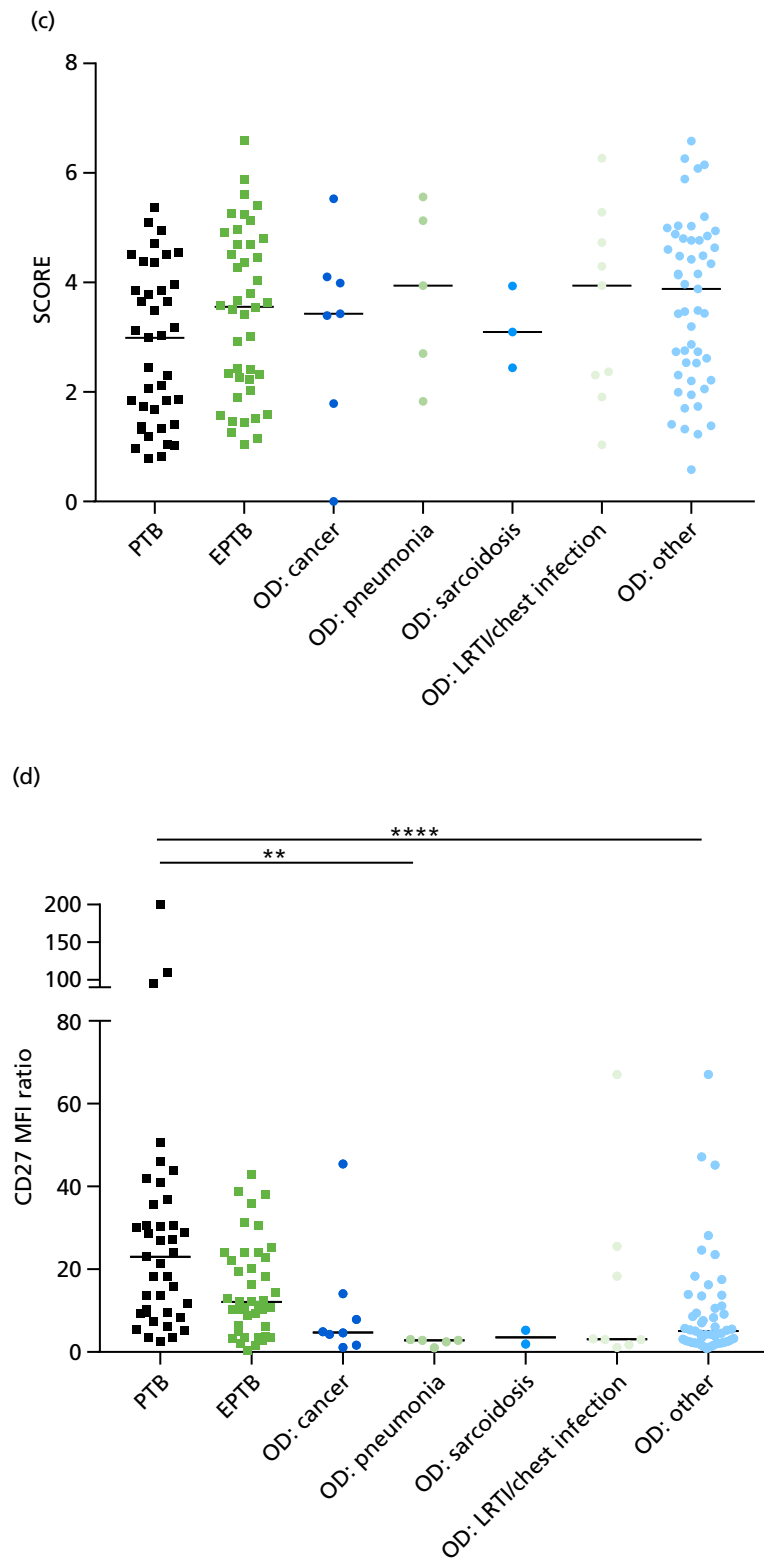 (c)
8
6
4
2
0
SCORE
PTB
EPTB
OD: cancer
OD: pneumonia
OD: sarcoidosis
OD: LRTI/chest infection
OD: other
(d)
****
**
200
150
100
80
60
40
20
0
CD27 MFI ratio
PTB
EPTB
OD: cancer
OD: pneumonia
OD: sarcoidosis
OD: LRTI/chest infection
OD: other